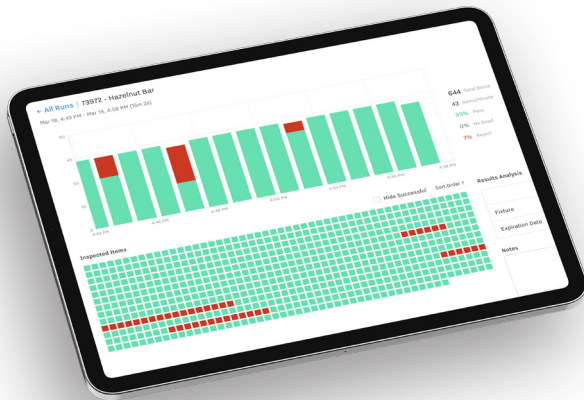 ← All Runs | 73972 - Hazelnut Bar
Mar 19, 4:43 PM - Mar 19, 4:58 PM (15m 2s)
644 Total Items
43 Items/Minute
93% Pass
0% No Read
7% Reject
Hide Successful
Sort Order
Results Analysis
Inspected Items
Fixture
Expiration Date
Notes